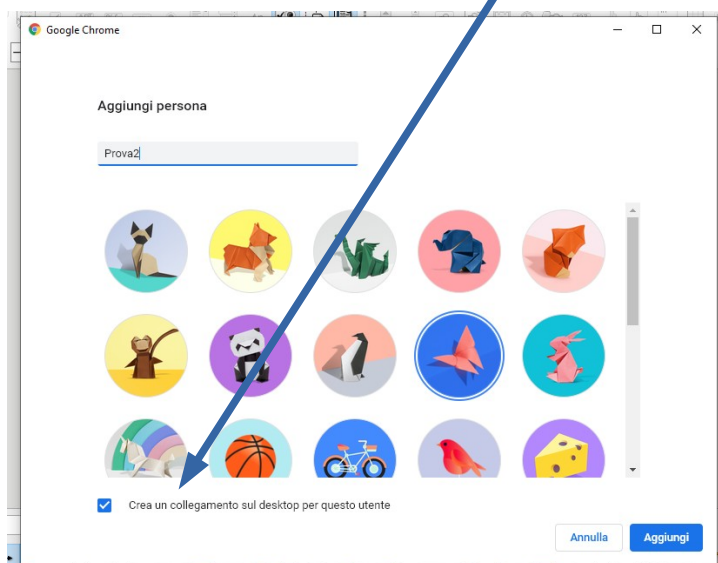 Google Chrome
Aggiungi persona
Prova2
Crea un collegamento sul desktop per questo utente
Annulla
Aggiungi